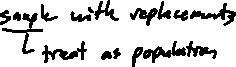 sample with replacements
treat as population